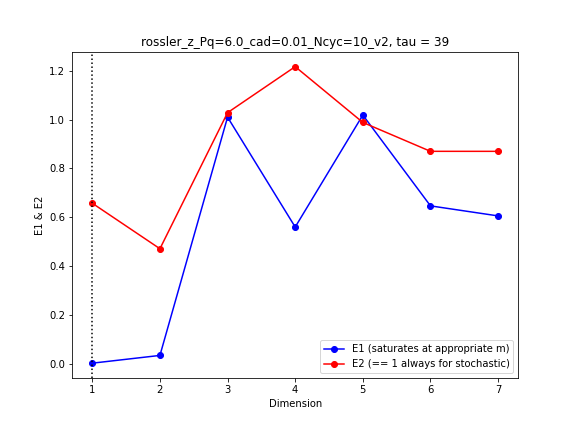 rossler_z_Pq=6.0_cad=0.01_Ncyc=10_v2, tau = 39
E1 & E2
1.2
1.0
0.8
0.6
0.4
0.2
0.0
E1 (saturates at appropriate m)
E2 (== 1 always for stochastic)
1 2 3 4 5 6 7
Dimension